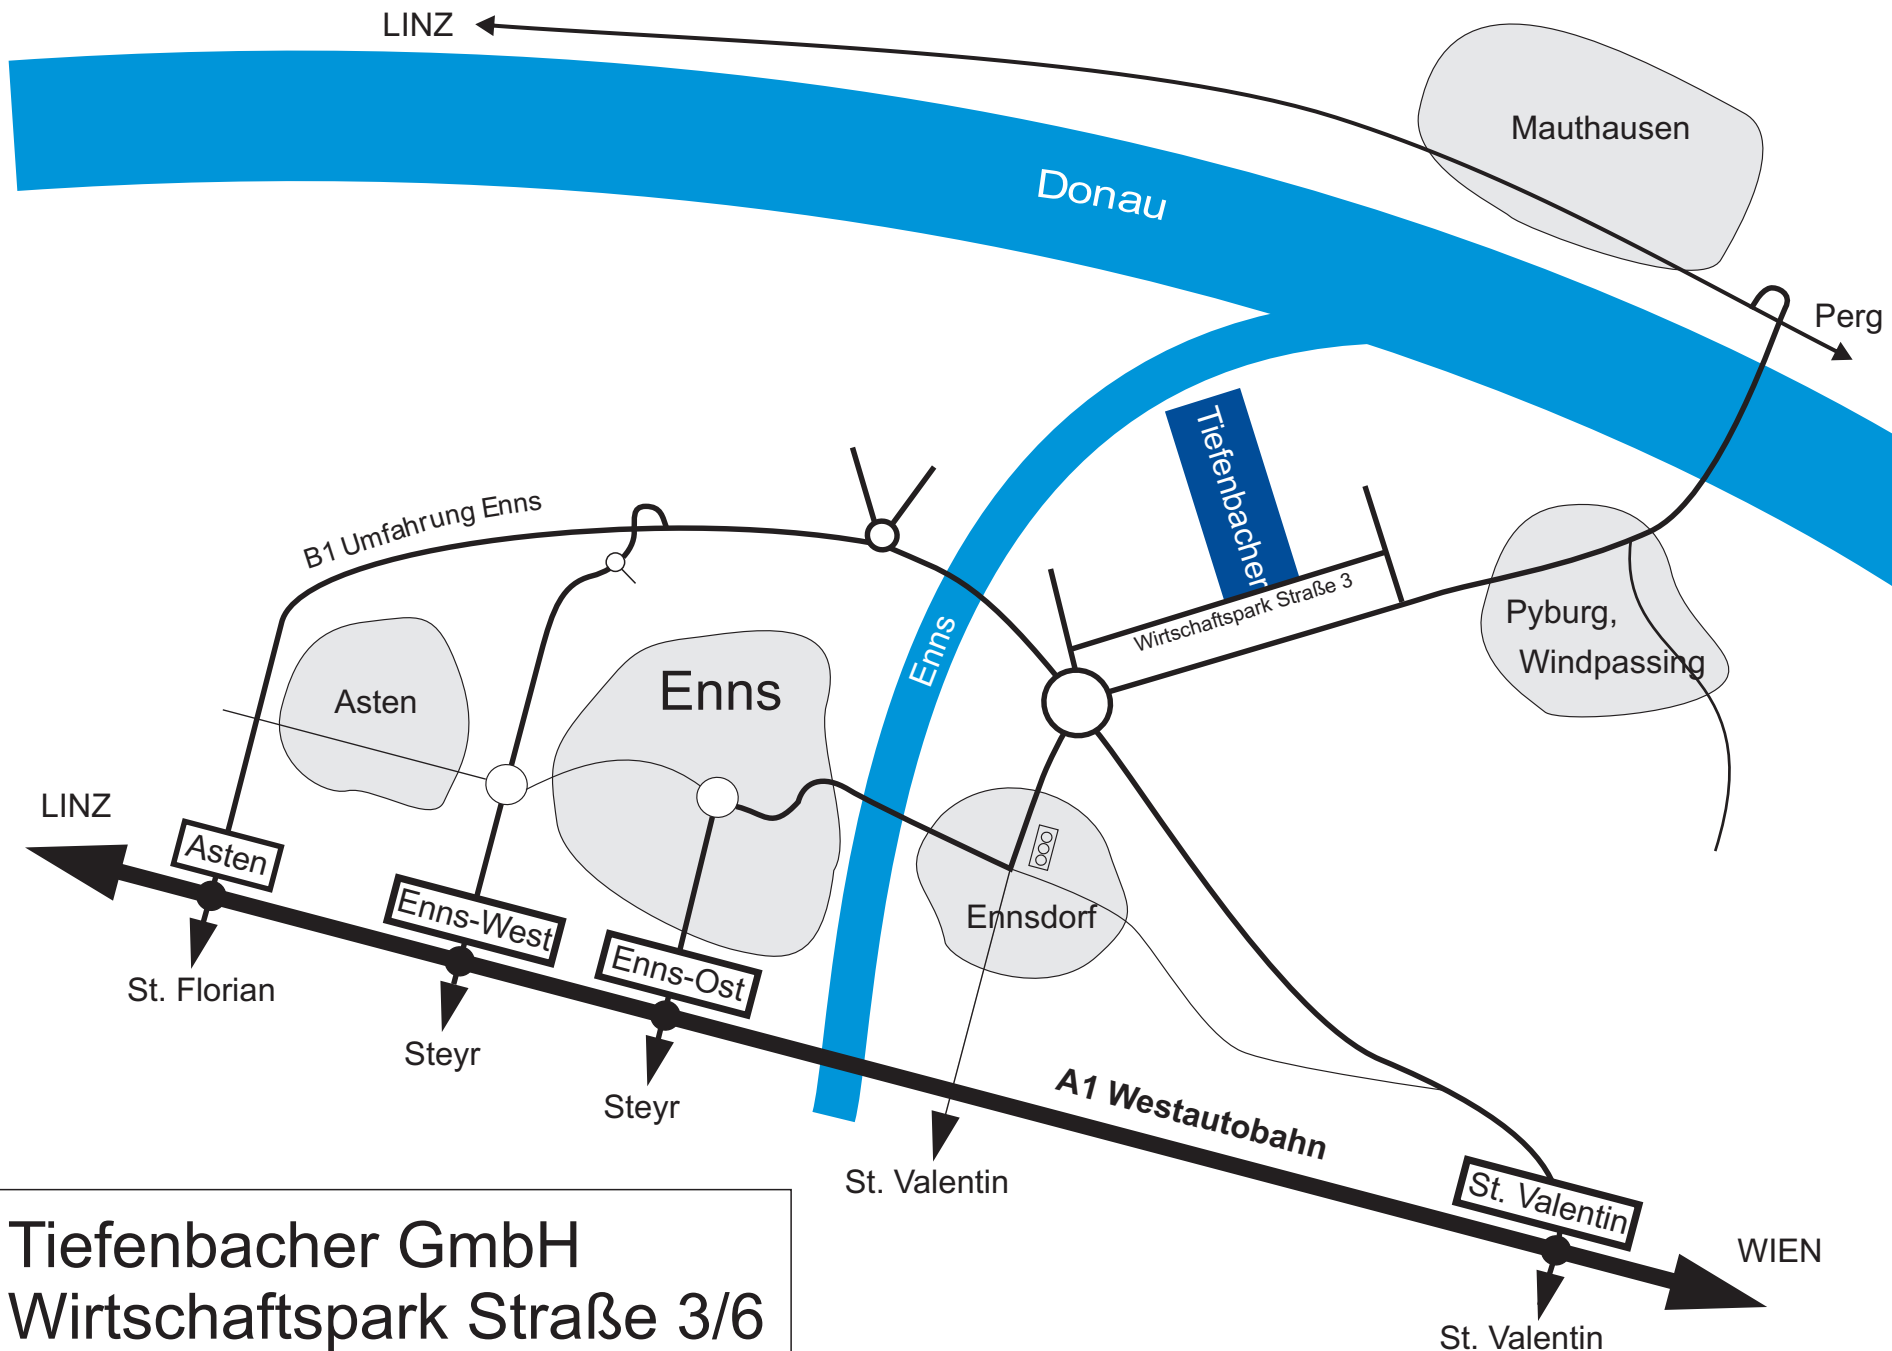 LINZ
Mauthausen
Donau
Perg
Tiefenbacher
B1 Umfahrung Enns
Wirtschaftspark Straße 3
Pyburg,
Windpassing
Enns
Enns
Asten
LINZ
Asten
Enns-West
Ennsdorf
Enns-Ost
St. Florian
Steyr
Steyr
A1 Westautobahn
St. Valentin
St. Valentin
WIEN
St. Valentin
Tiefenbacher GmbH
Wirtschaftspark Straße 3/6